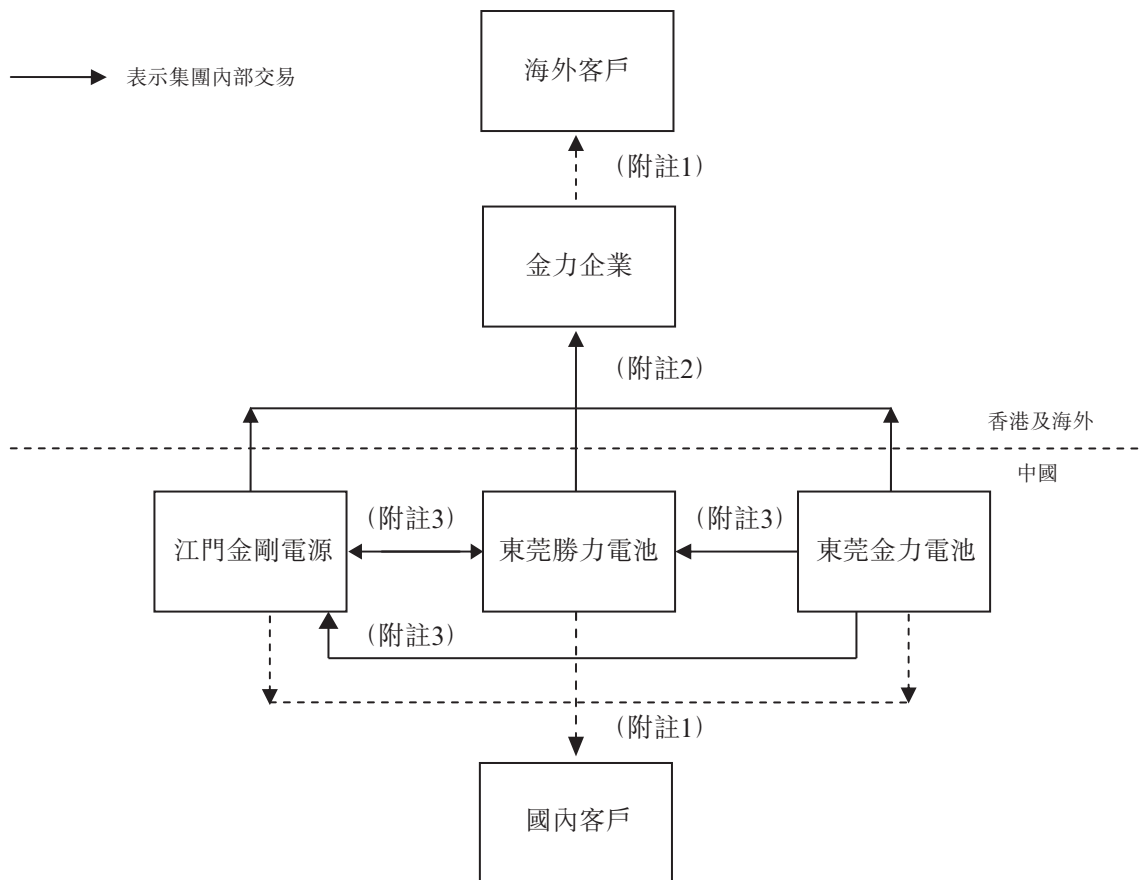 海外客戶
表示集團內部交易
(附註1)
金力企業
(附註2)
香港及海外
中國
(附註3)
(附註3)
江門金剛電源
東莞勝力電池
東莞金力電池
(附註3)
(附註1)
國內客戶